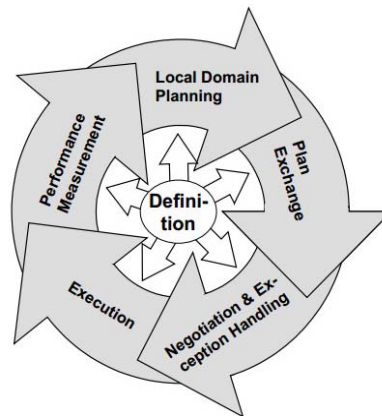 Local Domain
Planning
Plan
Exchange
Negotiation & Ex-
ception Handling
Execution
Performance
Measurement
Defini-
tion